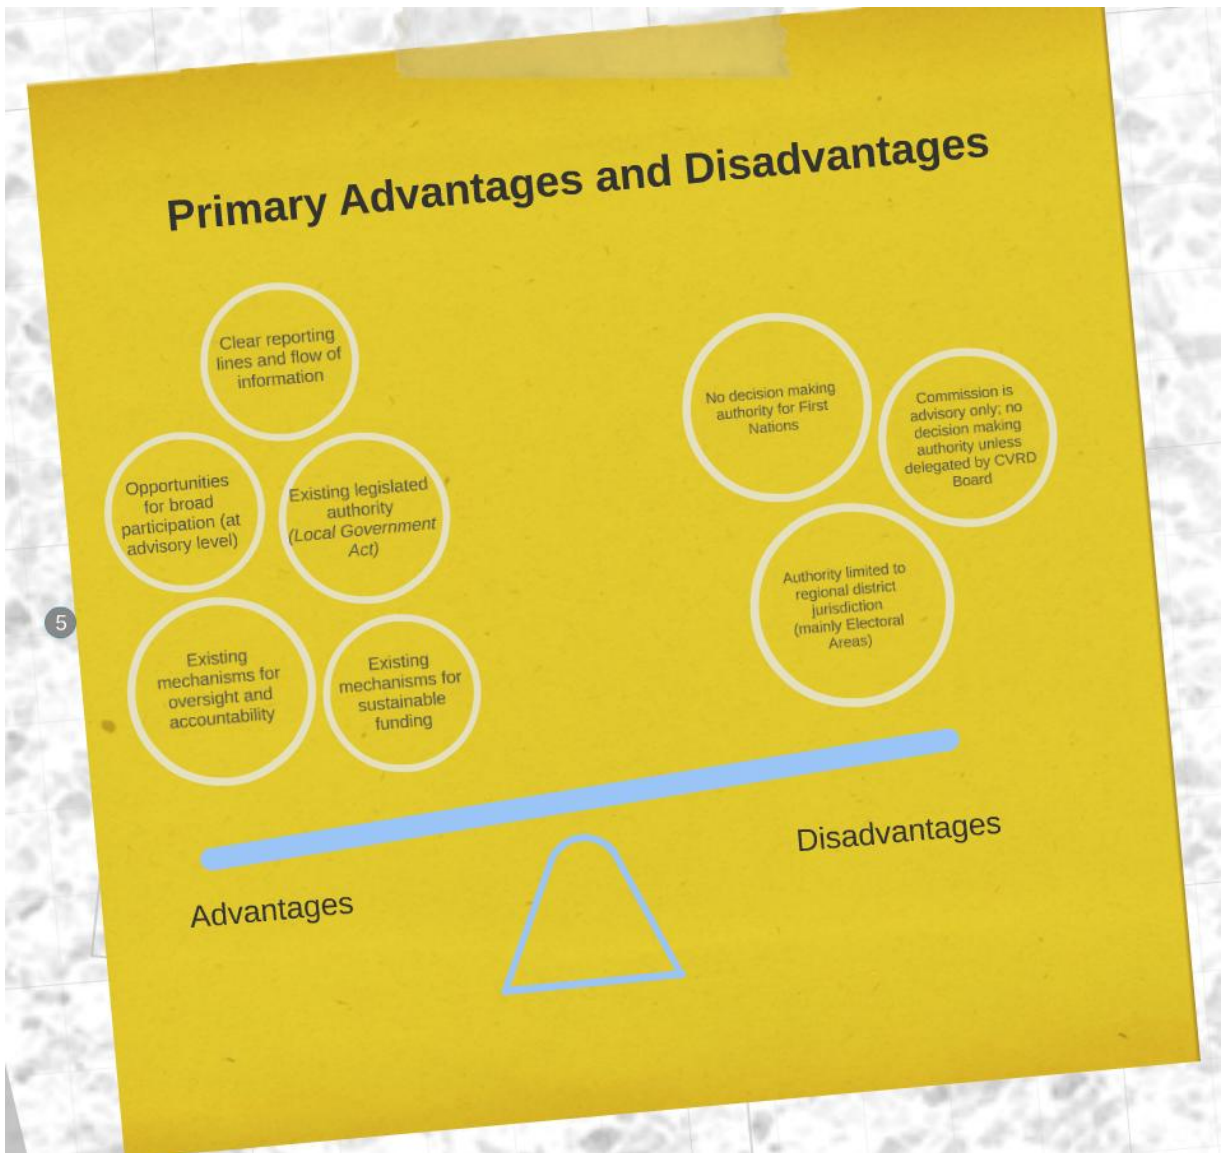 Primary Advantages and Disadvantages
Clear reporting
lines and flow of
information
Opportunities
for broad
participation (at
advisory level)
Existing legislated
authority
(Local Government
Act)
Existing
mechanisms for
oversight and
accountability
Existing
mechanisms for
sustainable
funding
No decision making
authority for First
Nations
Commission is
advisory only; no
decision making
authority unless
delegated by CVRD
Board
Authority limited to
regional district
jurisdiction
(mainly Electoral
Areas)
5
Advantages
Disadvantages